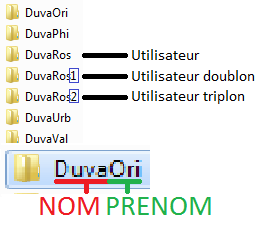 DuvaOri
DuvaPhi
DuvaRos Utilisateur
DuvaRos1 Utilisateur doublon
DuvaRos2 Utilisateur triplon
DuvaUrb
DuvaVal
DuvaOri
NOM PRENOM